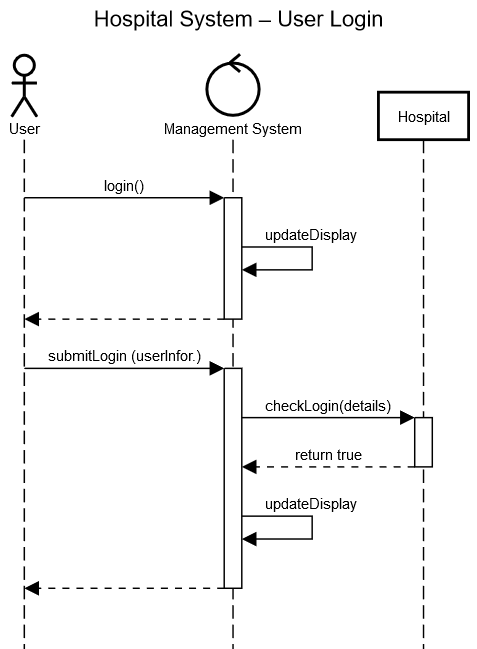 Hospital System – User Login
User
Management System
Hospital
login()
updateDisplay
submitLogin (userInfor.)
checkLogin(details)
return true
updateDisplay